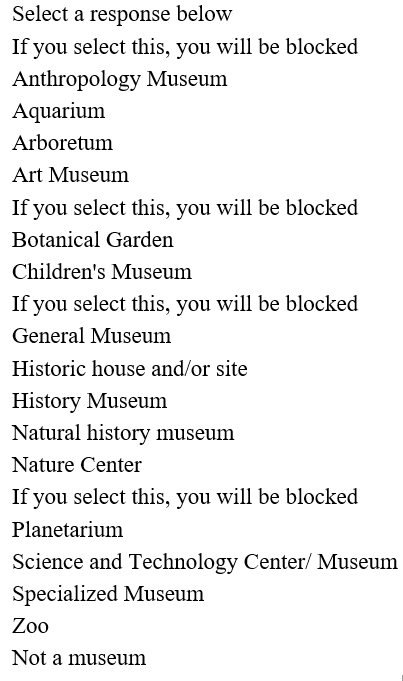 Select a response below
If you select this, you will be blocked
Anthropology Museum
Aquarium
Arboretum
Art Museum
If you select this, you will be blocked
Botanical Garden
Children's Museum
If you select this, you will be blocked
General Museum
Historic house and/or site
History Museum
Natural history museum
Nature Center
If you select this, you will be blocked
Planetarium
Science and Technology Center/ Museum
Specialized Museum
Zoo
Not a museum